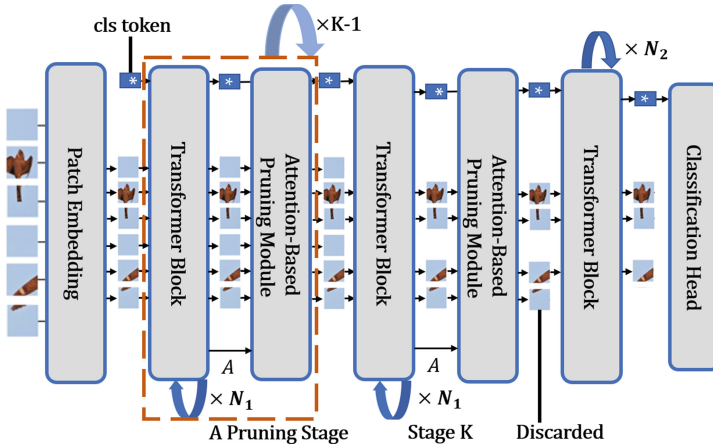 cls token
×K-1
× N₂
*
*
*
*
*
*
Patch Embedding
Transformer Block
Attention-Based
Pruning Module
Transformer Block
Attention-Based
Pruning Module
Transformer Block
Classification Head
A
A
× N₁
× N₁
A Pruning Stage
Stage K
Discarded